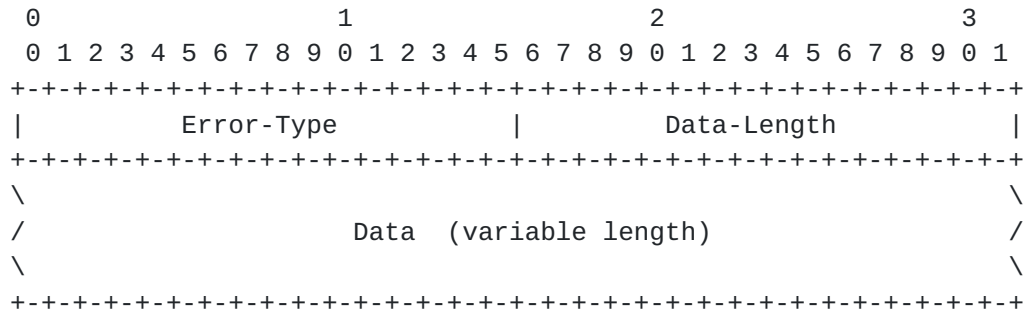 0                   1                   2                   3
 0 1 2 3 4 5 6 7 8 9 0 1 2 3 4 5 6 7 8 9 0 1 2 3 4 5 6 7 8 9 0 1
+-+-+-+-+-+-+-+-+-+-+-+-+-+-+-+-+-+-+-+-+-+-+-+-+-+-+-+-+-+-+-+-+
|          Error-Type           |         Data-Length           |
+-+-+-+-+-+-+-+-+-+-+-+-+-+-+-+-+-+-+-+-+-+-+-+-+-+-+-+-+-+-+-+-+
\                                                               \
/                     Data  (variable length)                   /
\                                                               \
+-+-+-+-+-+-+-+-+-+-+-+-+-+-+-+-+-+-+-+-+-+-+-+-+-+-+-+-+-+-+-+-+